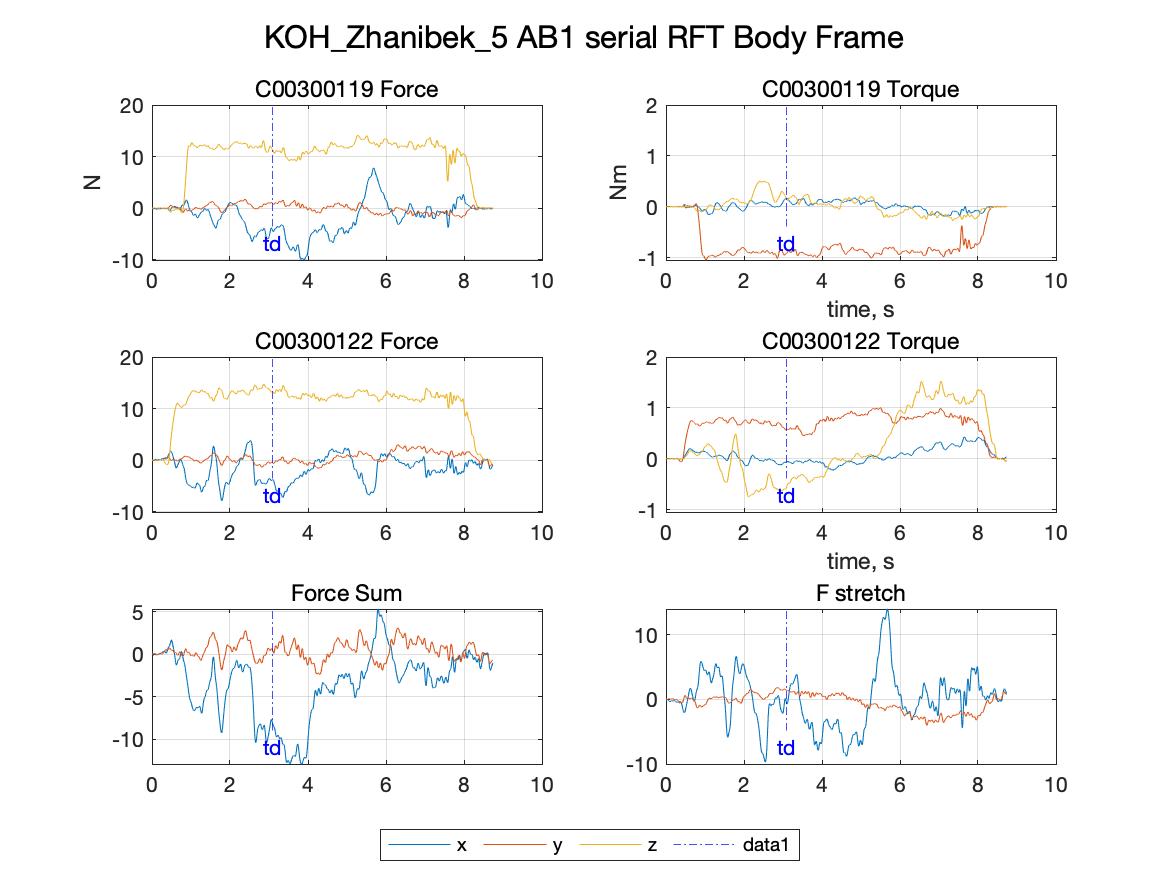 KOH_Zhanibek_5 AB1 serial RFT Body Frame
C00300119 Force
N
20
10
0
-10
td
0 2 4 6 8 10
C00300119 Torque
Nm
2
1
0
-1
td
0 2 4 6 8 10
time, s
C00300122 Force
20
10
0
-10
td
0 2 4 6 8 10
C00300122 Torque
2
1
0
-1
td
0 2 4 6 8 10
time, s
Force Sum
5
0
-5
-10
td
0 2 4 6 8 10
F stretch
10
0
-10
td
0 2 4 6 8 10
x y z data1